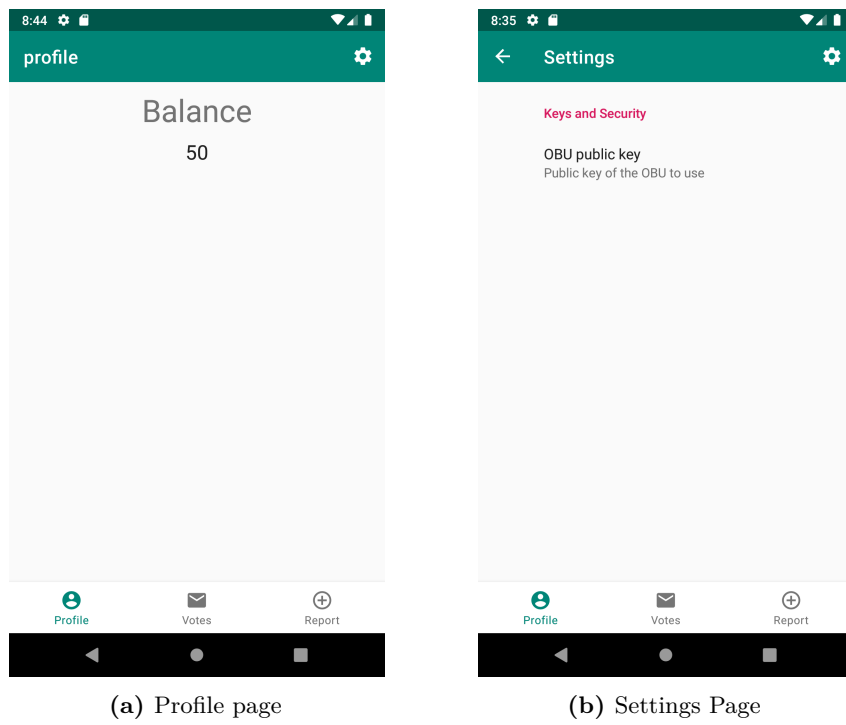 8:44
profile
Balance
50
Profile
Votes
Report
(a) Profile page
8:35
Settings
Keys and Security
OBU public key
Public key of the OBU to use
Profile
Votes
Report
(b) Settings Page